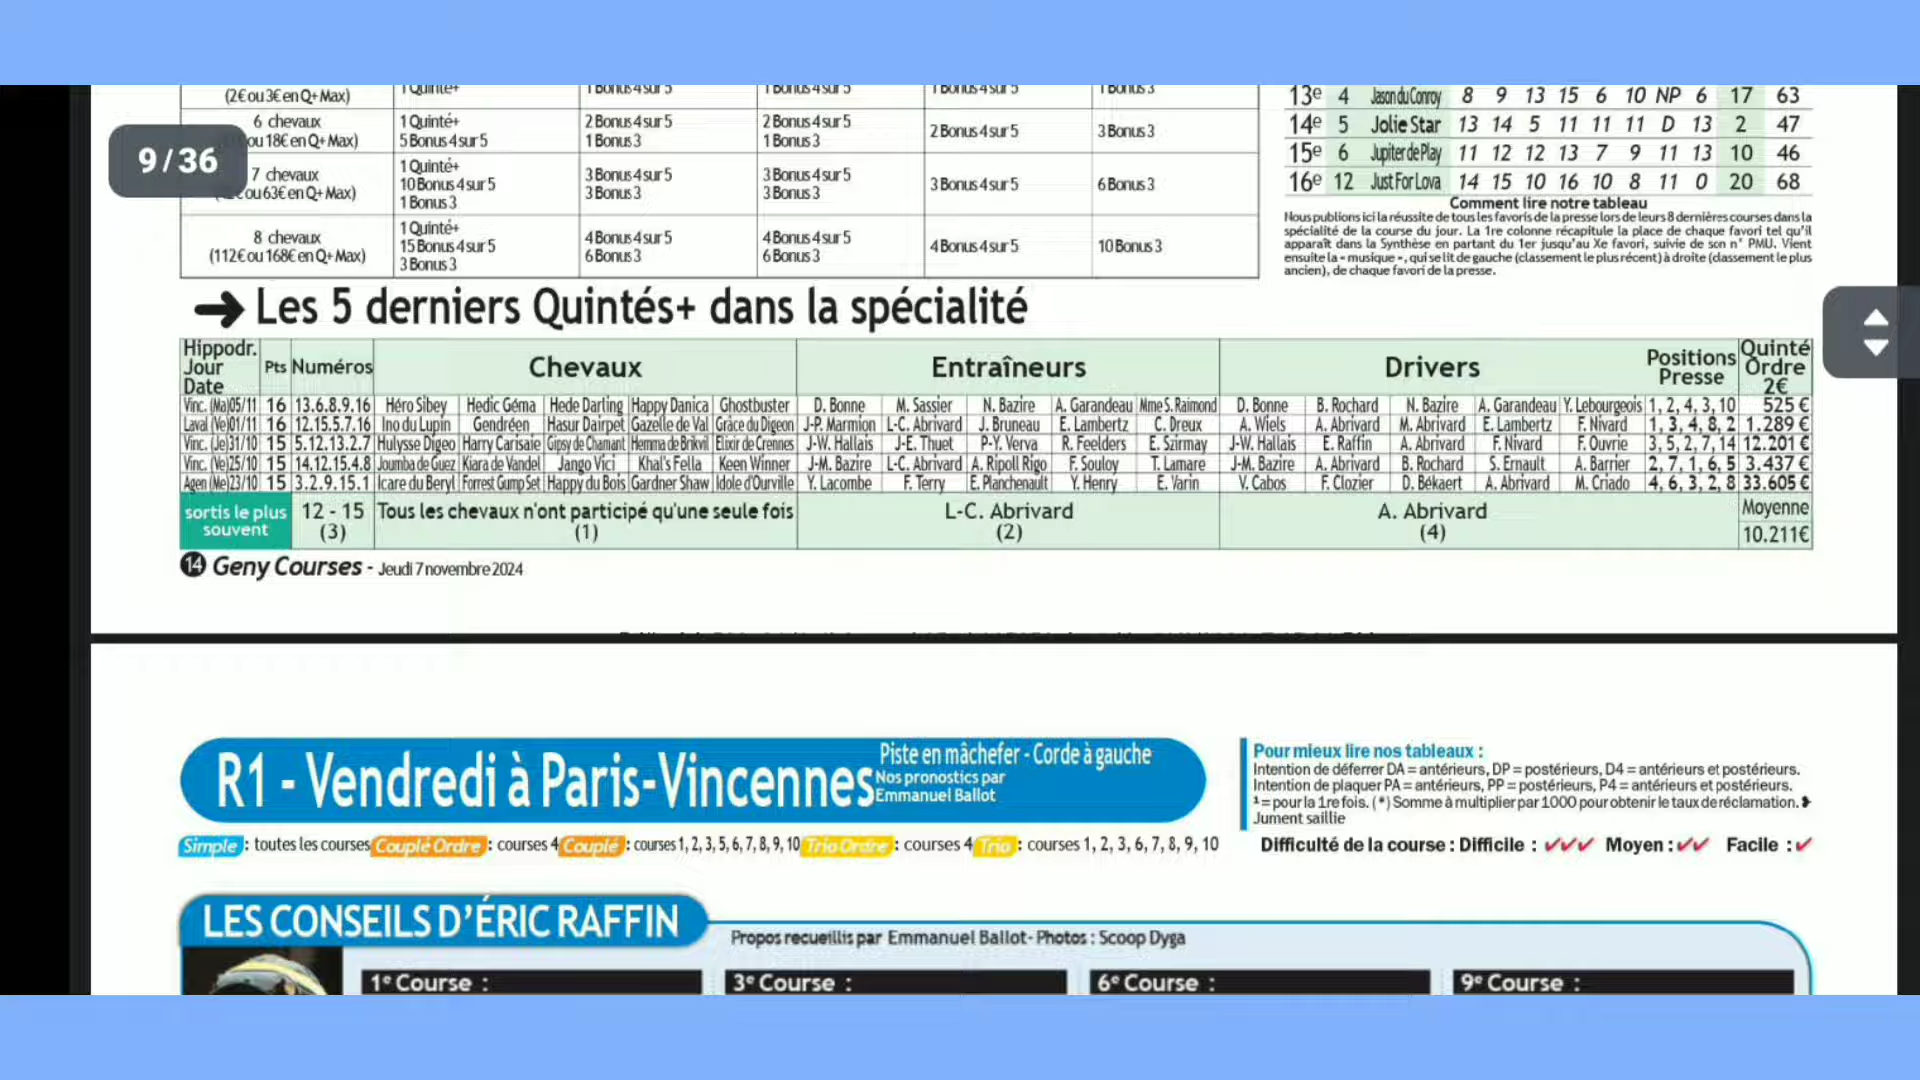 (2€ ou 3€ en Q+ Max)
1 Quinté+
1 Bonus 4 sur 5
1 Bonus 4 sur 5
1 Bonus 4 sur 5
1 Bonus 3
6 chevaux
ou 18€ en Q+ Max)
1 Quinté+
5 Bonus 4 sur 5
2 Bonus 4 sur 5
1 Bonus 3
2 Bonus 4 sur 5
1 Bonus 3
2 Bonus 4 sur 5
3 Bonus 3
9/36
7 chevaux
€ ou 63€ en Q+ Max)
1 Quinté+
10 Bonus 4 sur 5
1 Bonus 3
3 Bonus 4 sur 5
3 Bonus 3
3 Bonus 4 sur 5
3 Bonus 3
3 Bonus 4 sur 5
6 Bonus 3
8 chevaux
(112€ ou 168€ en Q+ Max)
1 Quinté+
15 Bonus 4 sur 5
3 Bonus 3
4 Bonus 4 sur 5
6 Bonus 3
4 Bonus 4 sur 5
6 Bonus 3
4 Bonus 4 sur 5
10 Bonus 3
13e 4 Jason du Conroy 8 9 13 15 6 10 NP 6 17 63
14e 5 Jolie Star 13 14 5 11 11 11 D 13 2 47
15e 6 Jupiter de Play 11 12 12 13 7 9 11 13 10 46
16e 12 Just For Lova 14 15 10 16 10 8 11 0 20 68
Comment lire notre tableau
Nous publions ici la réussite de tous les favoris de la presse lors de leurs 8 dernières courses dans la
spécialité de la course du jour. La 1re colonne récapitule la place de chaque favori tel qu'il
apparaît dans la Synthèse en partant du 1er jusqu'au Xe favori, suivie de son n° PMU. Vient
ensuite la « musique », qui se lit de gauche (classement le plus récent) à droite (classement le plus
ancien), de chaque favori de la presse.
➔ Les 5 derniers Quintés+ dans la spécialité
Hippodr.
Jour
Date
Pts
Numéros
Chevaux
Entraîneurs
Drivers
Positions
Presse
Quinté
Ordre
2€
Vinc. (Ma)05/11 16 13.6.8.9.16 Héro Sibey Hedic Géma Hede Darling Happy Danica Ghostbuster D. Bonne M. Sassier N. Bazire A. Garandeau Mme S. Raimond D. Bonne B. Rochard N. Bazire A. Garandeau Y. Lebourgeois 1, 2, 4, 3, 10 525 €
Laval (Ve)01/11 16 12.15.5.7.16 Ino du Lupin Gendréen Hasur Dairpet Gazelle de Val Grâce du Digeon J-P. Marmion L-C. Abrivard J. Bruneau E. Lambertz C. Dreux A. Wiels A. Abrivard M. Abrivard E. Lambertz F. Nivard 1, 3, 4, 8, 2 1.289 €
Vinc. (Je)31/10 15 5.12.13.2.7 Hulysse Digeo Harry Carisaie Gipsy de Chamant Hemma de Brikvil Elixir de Crennes J-W. Hallais J-E. Thuet P-Y. Verva R. Feelders E. Szirmay J-W. Hallais E. Raffin A. Abrivard F. Nivard F. Ouvrie 3, 5, 2, 7, 14 12.201 €
Vinc. (Ve)25/10 15 14.12.15.4.8 Joumba de Guez Kiara de Vandel Jango Vici Khal's Fella Keen Winner J-M. Bazire L-C. Abrivard A. Ripoll Rigo F. Souloy T. Lamare J-M. Bazire A. Abrivard B. Rochard S. Ernault A. Barrier 2, 7, 1, 6, 5 3.437 €
Agen (Me)23/10 15 3.2.9.15.1 Icare du Beryl Forrest Gump Set Happy du Bois Gardner Shaw Idole d'Ourville Y. Lacombe F. Terry E. Planchenault Y. Henry E. Varin V. Cabos F. Clozier D. Békaert A. Abrivard M. Criado 4, 6, 3, 2, 8 33.605 €
sortis le plus
souvent
12 - 15
(3)
Tous les chevaux n'ont participé qu'une seule fois
(1)
L-C. Abrivard
(2)
A. Abrivard
(4)
Moyenne
10.211€
14 Geny Courses - Jeudi 7 novembre 2024
R1 - Vendredi à Paris-Vincennes
Piste en mâchefer - Corde à gauche
Nos pronostics par
Emmanuel Ballot
Pour mieux lire nos tableaux :
Intention de déferrer DA = antérieurs, DP = postérieurs, D4 = antérieurs et postérieurs.
Intention de plaquer PA = antérieurs, PP = postérieurs, P4 = antérieurs et postérieurs.
¹ = pour la 1re fois. (*) Somme à multiplier par 1000 pour obtenir le taux de réclamation. ❥
Jument saillie
Simple : toutes les courses Couplé Ordre : courses 4 Couplé : courses 1, 2, 3, 5, 6, 7, 8, 9, 10 Trio Ordre : courses 4 Trio : courses 1, 2, 3, 6, 7, 8, 9, 10
Difficulté de la course : Difficile : ✓✓✓ Moyen : ✓✓ Facile : ✓
LES CONSEILS D'ÉRIC RAFFIN
Propos recueillis par Emmanuel Ballot - Photos : Scoop Dyga
1e Course :
3e Course :
6e Course :
9e Course :